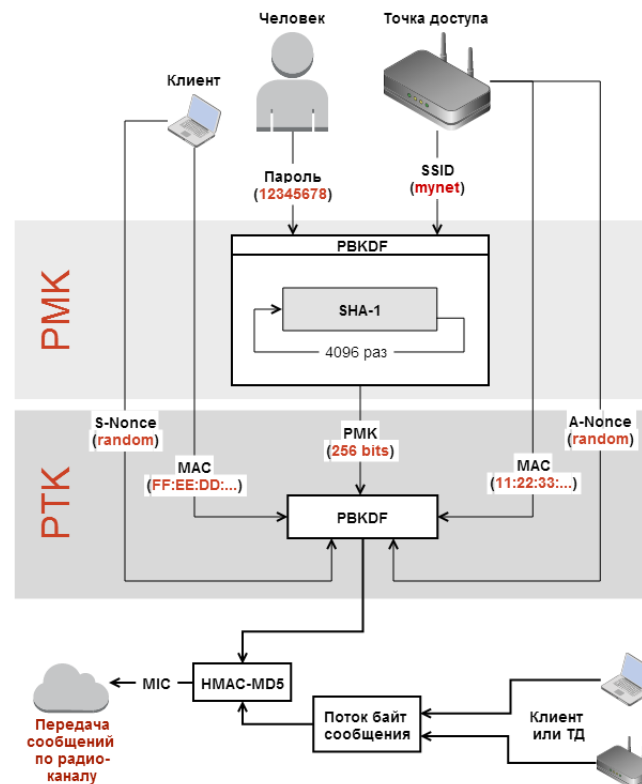 Человек
Точка доступа
Клиент
Пароль
(12345678)
SSID
(mynet)
PMK
PBKDF
SHA-1
4096 раз
S-Nonce
(random)
PMK
(256 bits)
A-Nonce
(random)
PTK
MAC
(FF:EE:DD:...)
MAC
(11:22:33:...)
PBKDF
MIC
HMAC-MD5
Передача
сообщений
по радио-
каналу
Поток байт
сообщения
Клиент
или ТД